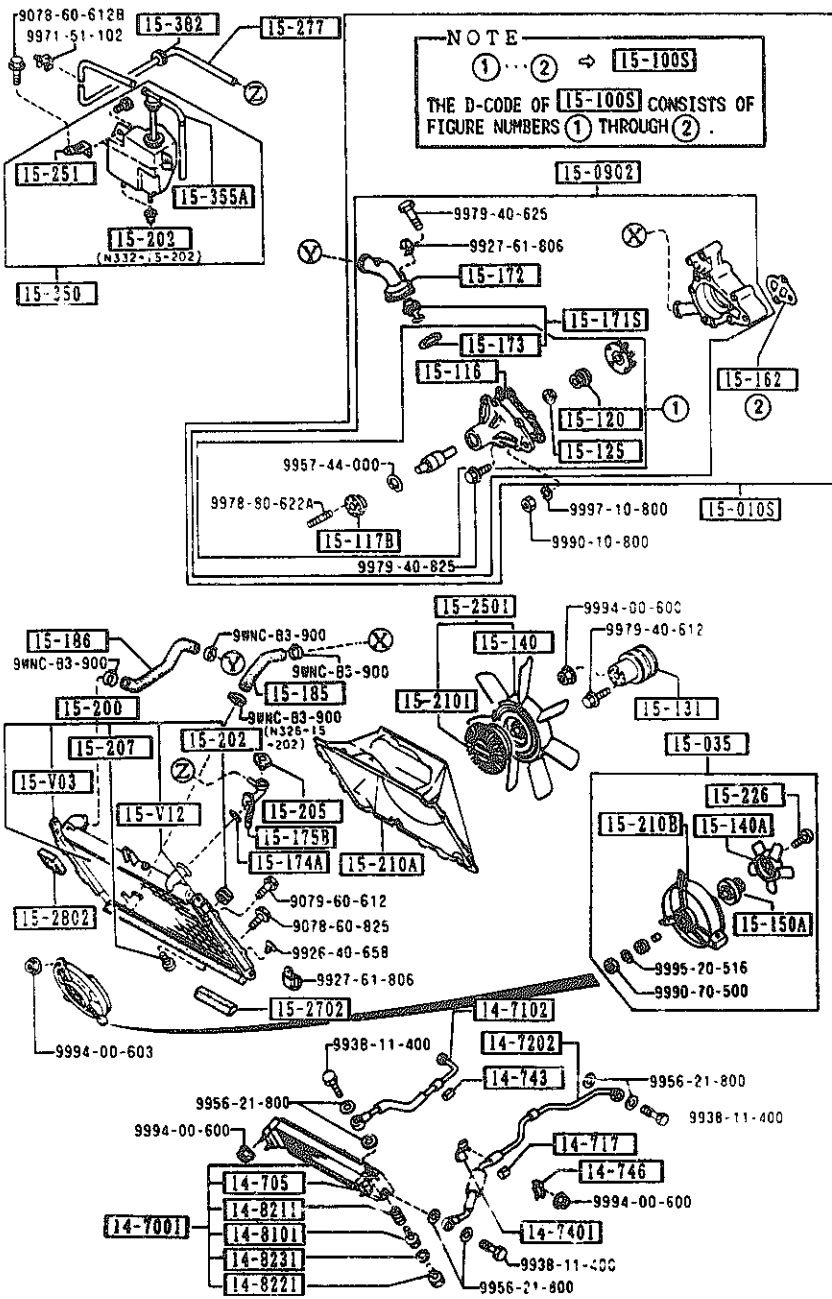 9078-60-612B
9971-51-102
15-382
15-277
Z
15-251
15-355A
15-202
(N332-15-202)
15-350
NOTE
1 ··· 2 ⇨ 15-100S
THE D-CODE OF 15-100S CONSISTS OF
FIGURE NUMBERS 1 THROUGH 2 .
15-0902
9979-40-625
9927-61-806
Y
X
15-172
15-171S
15-173
15-116
15-162
2
15-120
1
15-125
9957-44-000
9978-80-622A
15-117B
9979-40-825
9997-10-800
9990-10-800
15-010S
15-2501
15-140
9994-00-600
9979-40-612
15-186
9WNC-83-900
9WNC-83-900
Y
X
9WNC-83-900
15-185
9WNC-83-900
15-2101
15-131
15-200
15-207
15-202
(N326-15
-202)
15-035
15-V03
Z
15-V12
15-205
15-226
15-210B
15-140A
15-175B
15-174A
15-210A
15-150A
15-2802
9079-60-612
9078-60-825
9926-40-658
9927-61-806
9995-20-516
9990-70-500
15-2702
9994-00-603
14-7102
9938-11-400
14-7202
14-743
9956-21-800
9956-21-800
9938-11-400
9994-00-600
14-717
14-746
14-705
9994-00-600
14-8211
14-7001
14-8101
14-7401
14-8231
9938-11-400
14-8221
9956-21-800